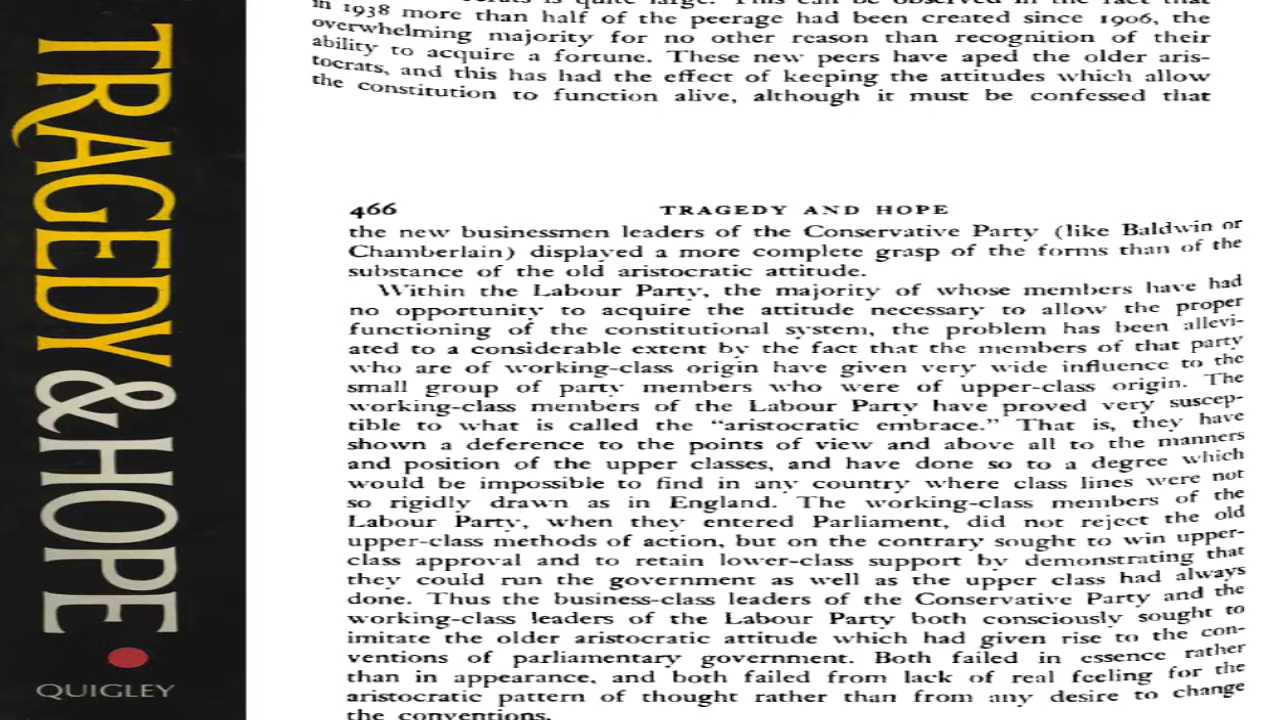 TRAGEDY & HOPE
QUIGLEY
in 1938 more than half of the peerage had been created since 1906, the
overwhelming majority for no other reason than recognition of their
ability to acquire a fortune. These new peers have aped the older aris-
tocrats, and this has had the effect of keeping the attitudes which allow
the constitution to function alive, although it must be confessed that
466 TRAGEDY AND HOPE
the new businessmen leaders of the Conservative Party (like Baldwin or
Chamberlain) displayed a more complete grasp of the forms than of the
substance of the old aristocratic attitude.
Within the Labour Party, the majority of whose members have had
no opportunity to acquire the attitude necessary to allow the proper
functioning of the constitutional system, the problem has been allevi-
ated to a considerable extent by the fact that the members of that party
who are of working-class origin have given very wide influence to the
small group of party members who were of upper-class origin. The
working-class members of the Labour Party have proved very suscep-
tible to what is called the "aristocratic embrace." That is, they have
shown a deference to the points of view and above all to the manners
and position of the upper classes, and have done so to a degree which
would be impossible to find in any country where class lines were not
so rigidly drawn as in England. The working-class members of the
Labour Party, when they entered Parliament, did not reject the old
upper-class methods of action, but on the contrary sought to win upper-
class approval and to retain lower-class support by demonstrating that
they could run the government as well as the upper class had always
done. Thus the business-class leaders of the Conservative Party and the
working-class leaders of the Labour Party both consciously sought to
imitate the older aristocratic attitude which had given rise to the con-
ventions of parliamentary government. Both failed in essence rather
than in appearance, and both failed from lack of real feeling for the
aristocratic pattern of thought rather than from any desire to change
the conventions.